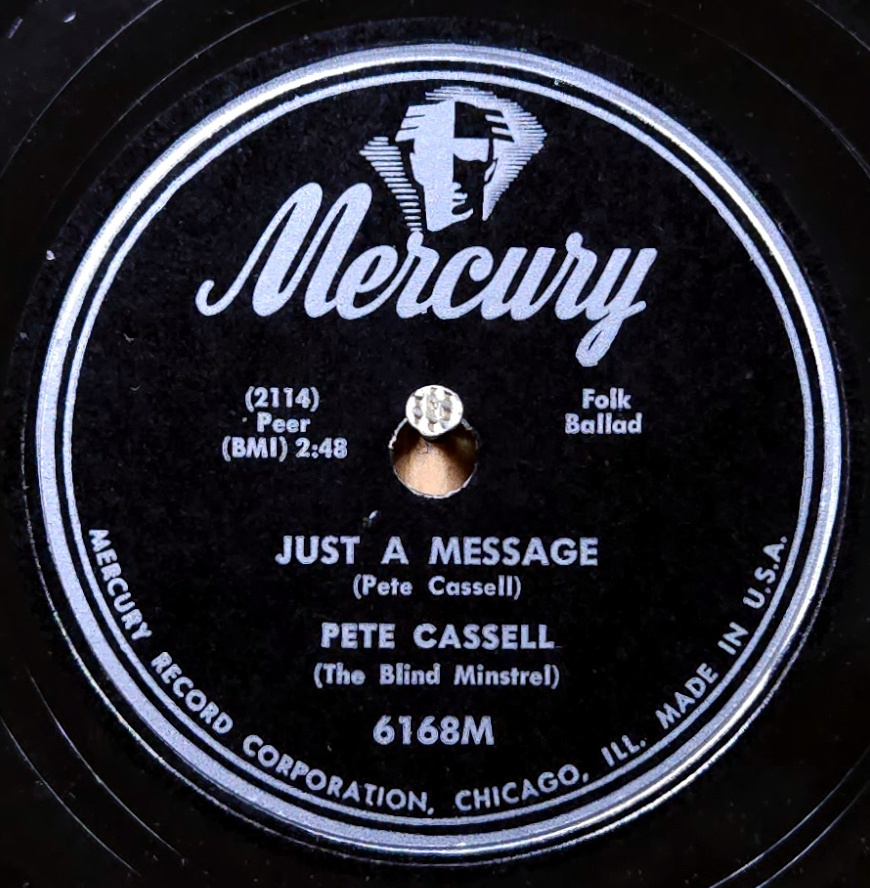 Mercury
(2114)
Peer
(BMI) 2:48
Folk
Ballad
JUST A MESSAGE
(Pete Cassell)
PETE CASSELL
(The Blind Minstrel)
6168M
MERCURY RECORD CORPORATION, CHICAGO, ILL. MADE IN U.S.A.